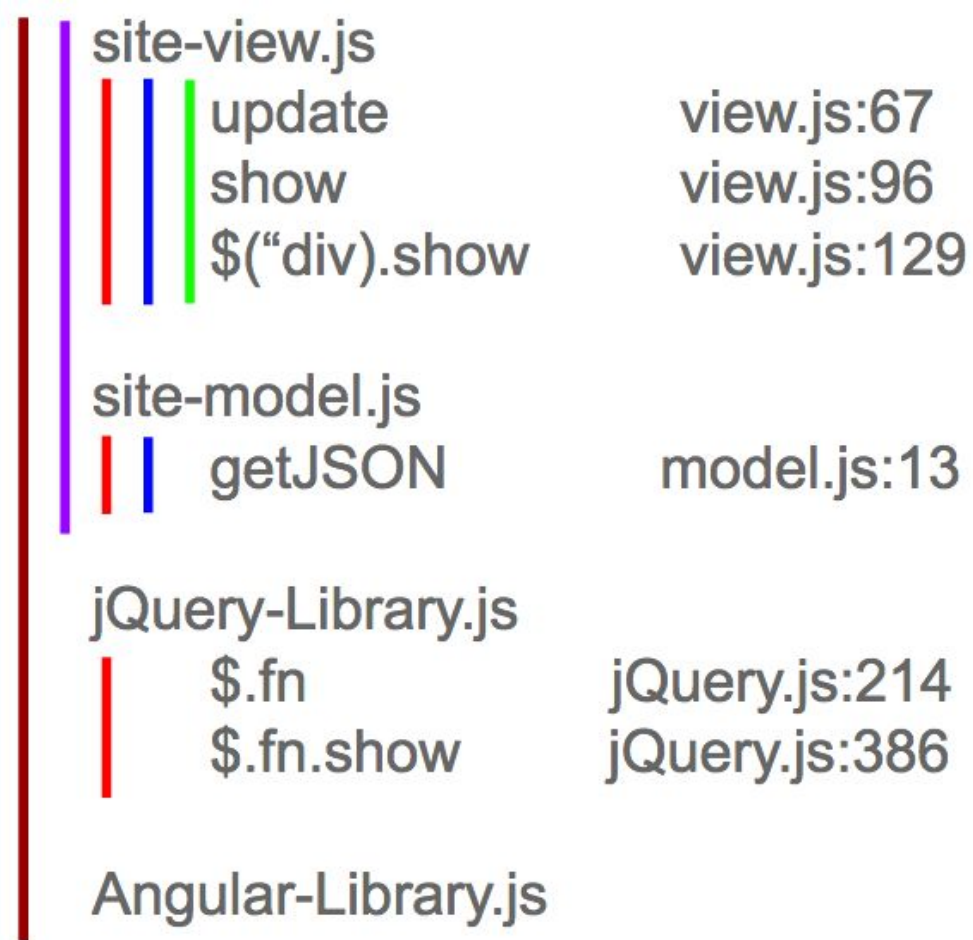 site-view.js
update view.js:67
show view.js:96
$(“div).show view.js:129
site-model.js
getJSON model.js:13
jQuery-Library.js
$.fn jQuery.js:214
$.fn.show jQuery.js:386
Angular-Library.js